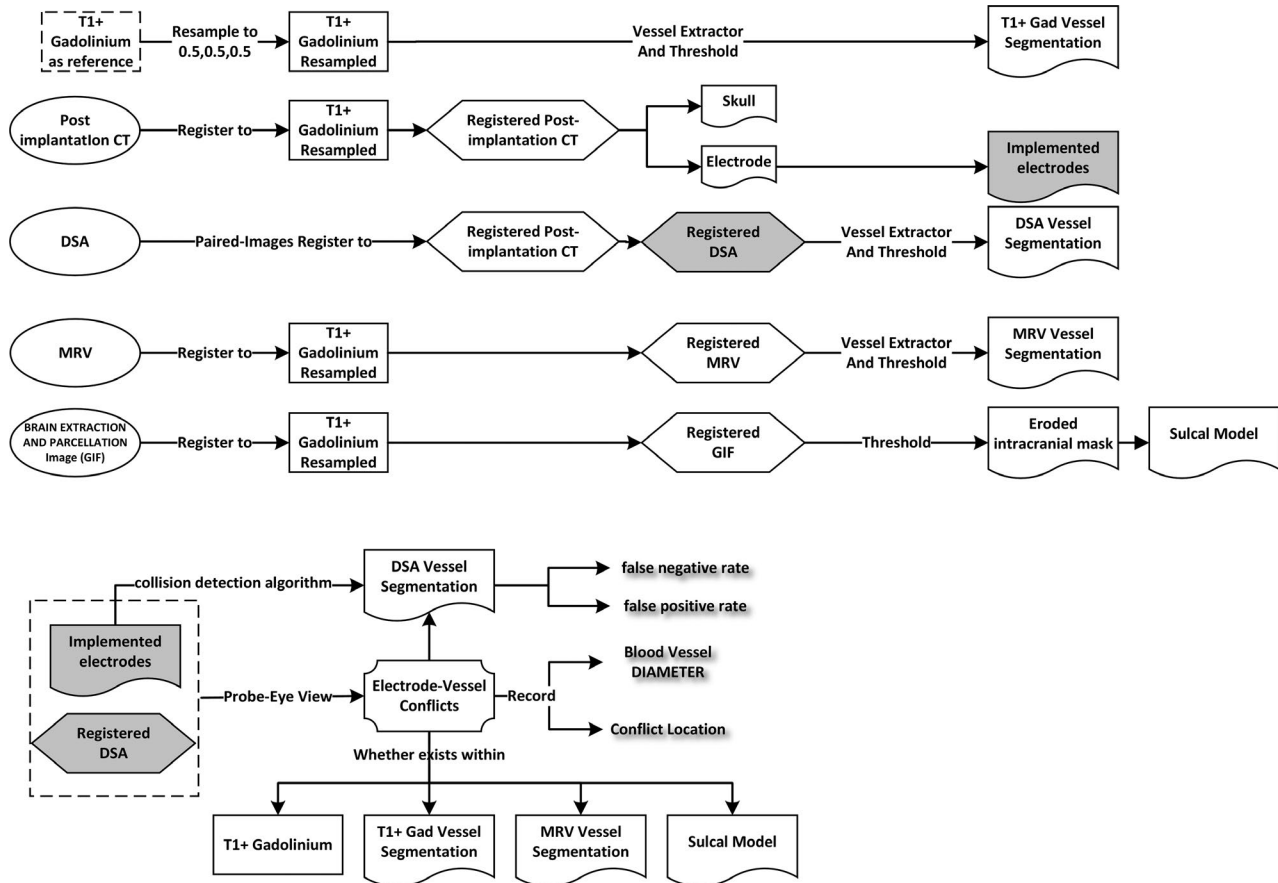 T1+
Gadolinium
as reference
Resample to
0.5,0.5,0.5
T1+
Gadolinium
Resampled
Vessel Extractor
And Threshold
T1+ Gad Vessel
Segmentation
Post
implantatIon CT
Register to
T1+
Gadolinium
Resampled
Registered Post-
implantation CT
Skull
Electrode
Implemented
electrodes
DSA
Paired-Images Register to
Registered Post-
implantation CT
Registered
DSA
Vessel Extractor
And Threshold
DSA Vessel
Segmentation
MRV
Register to
T1+
Gadolinium
Resampled
Registered
MRV
Vessel Extractor
And Threshold
MRV Vessel
Segmentation
BRAIN EXTRACTION
AND PARCELLATION
Image (GIF)
Register to
T1+
Gadolinium
Resampled
Registered
GIF
Threshold
Eroded
intracranial mask
Sulcal Model
collision detection algorithm
DSA Vessel
Segmentation
false negative rate
false positive rate
Implemented
electrodes
Registered
DSA
Probe-Eye View
Electrode-Vessel
Conflicts
Record
Blood Vessel
DIAMETER
Conflict Location
Whether exists within
T1+ Gadolinium
T1+ Gad Vessel
Segmentation
MRV Vessel
Segmentation
Sulcal Model